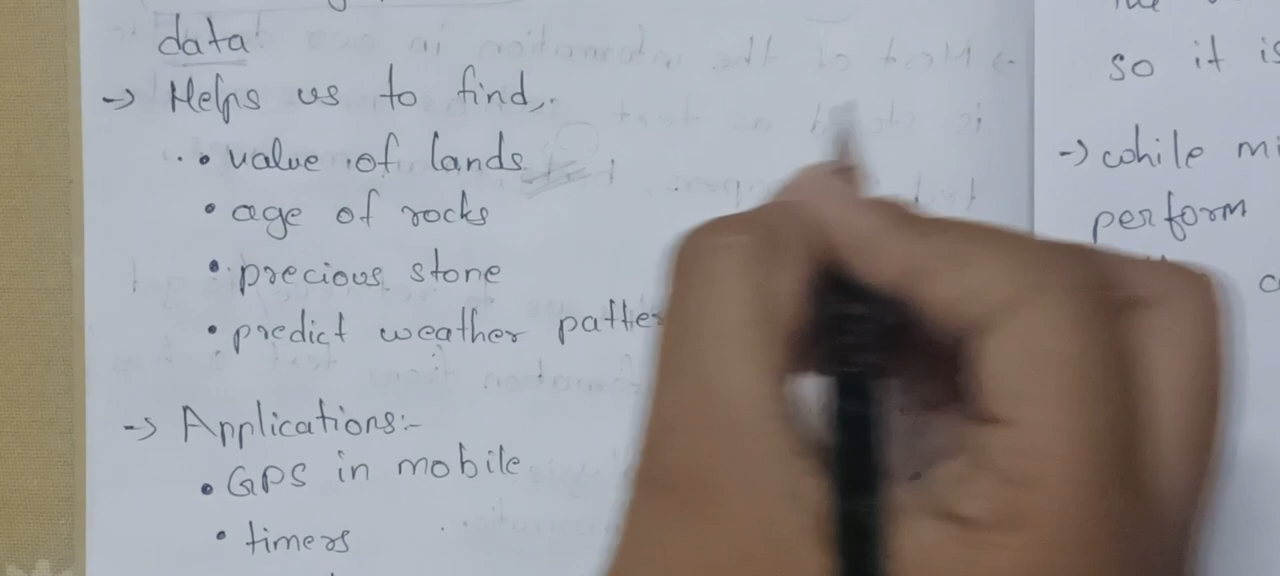 data
-> Helps us to find,
• value of lands
• age of rocks
• precious stone
• predict weather
-> Applications:-
• GPS in mobile
• timers
so it is
-> while
perform